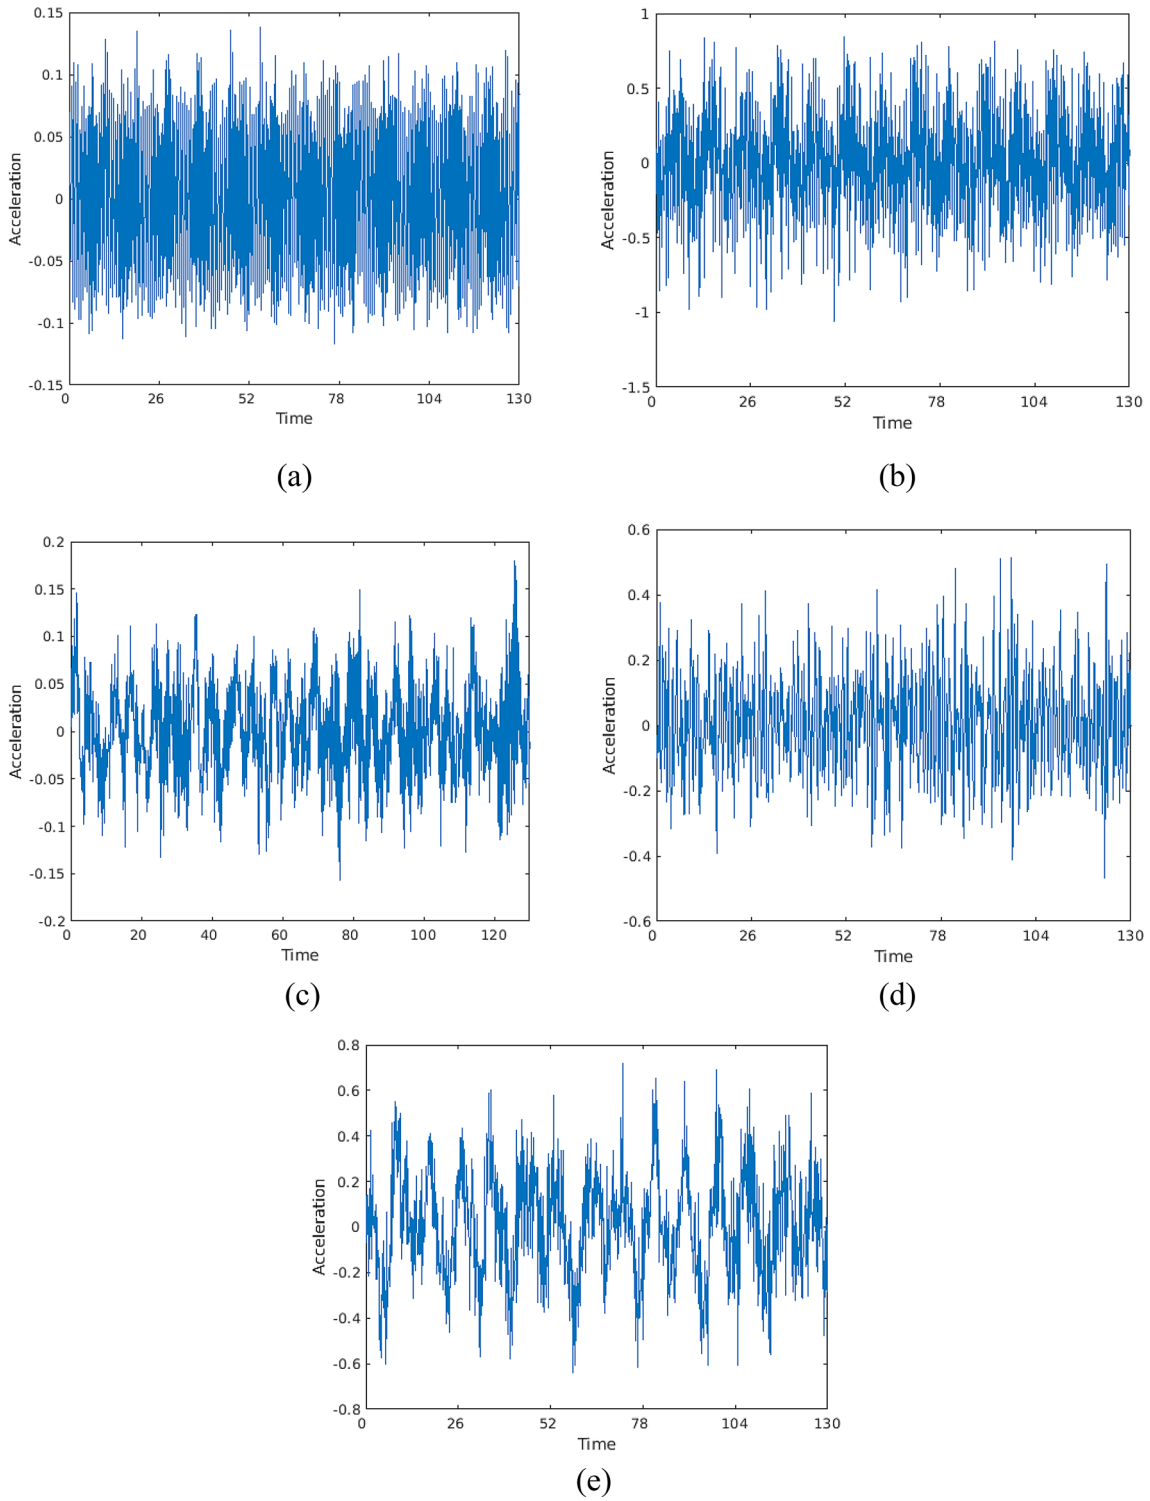 0.15
0.1
0.05
0
-0.05
-0.1
-0.15
Acceleration
0 26 52 78 104 130
Time
(a)
1
0.5
0
-0.5
-1
-1.5
Acceleration
0 26 52 78 104 130
Time
(b)
0.2
0.15
0.1
0.05
0
-0.05
-0.1
-0.15
-0.2
Acceleration
0 20 40 60 80 100 120
Time
(c)
0.6
0.4
0.2
0
-0.2
-0.4
-0.6
Acceleration
0 26 52 78 104 130
Time
(d)
0.8
0.6
0.4
0.2
0
-0.2
-0.4
-0.6
-0.8
Acceleration
0 26 52 78 104 130
Time
(e)